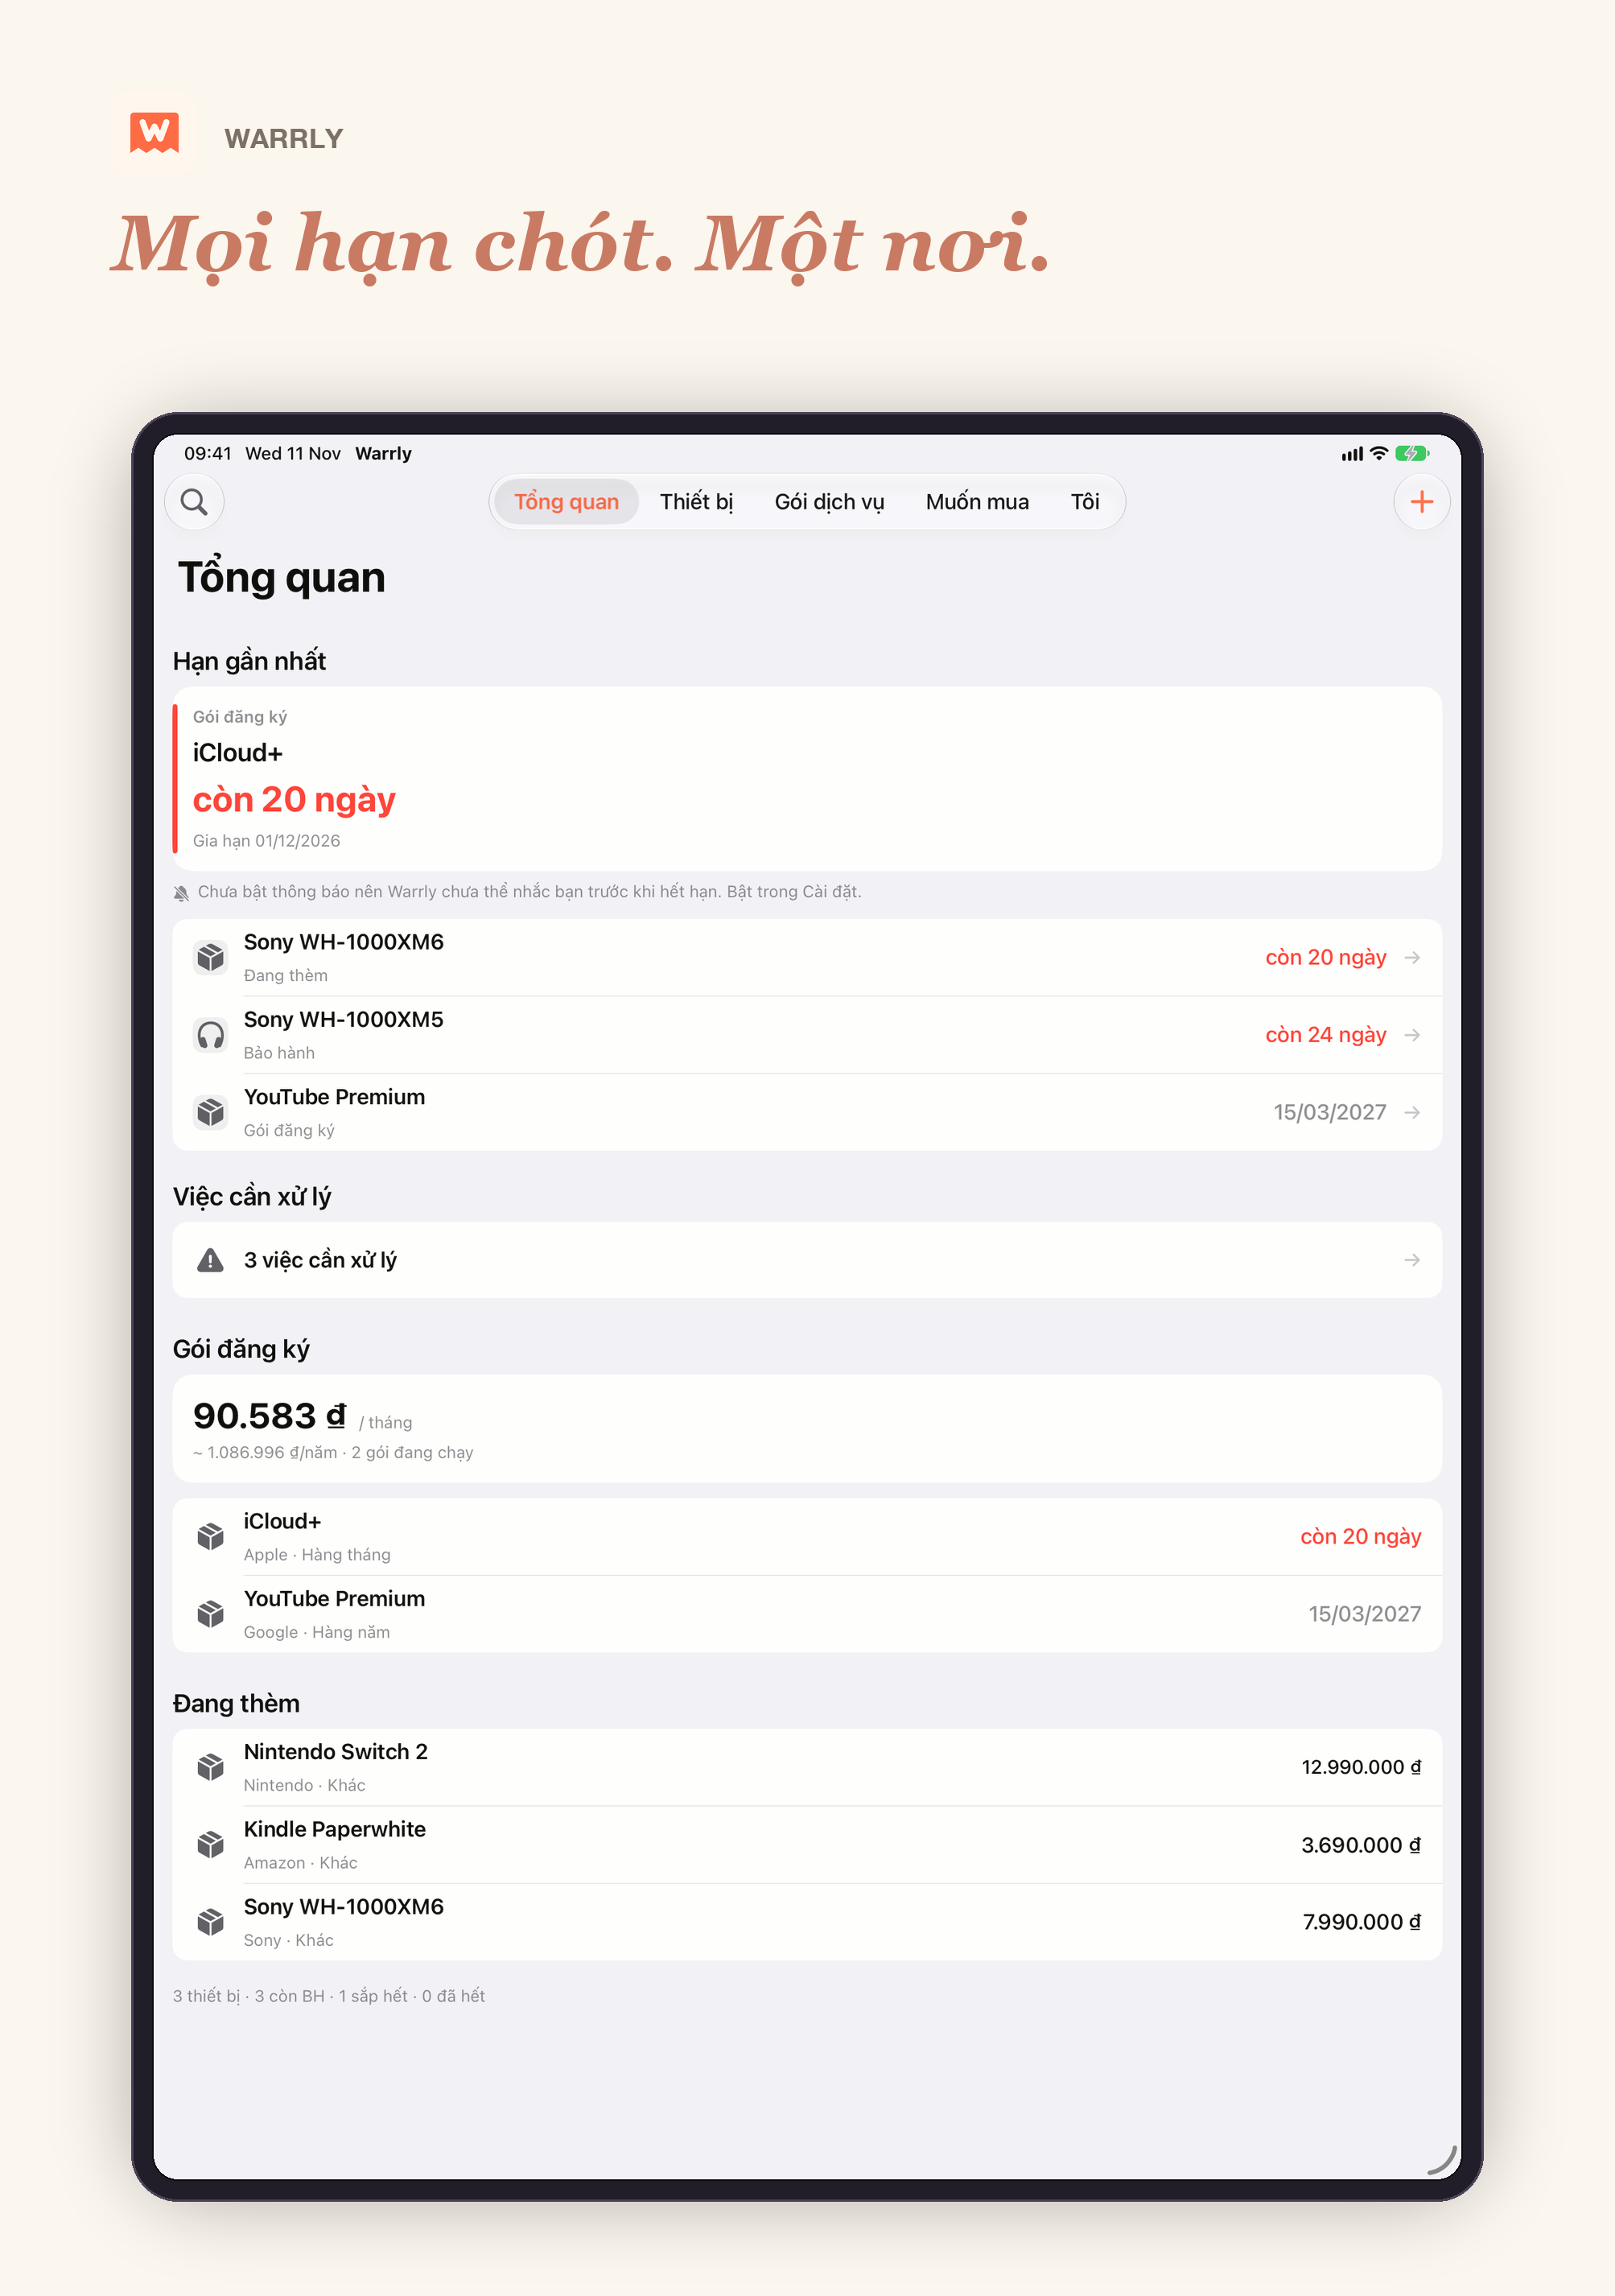 WARRLY
Mọi hạn chót. Một nơi.
09:41 Wed 11 Nov Warrly
Tổng quan Thiết bị Gói dịch vụ Muốn mua Tôi
Tổng quan
Hạn gần nhất
Gói đăng ký
iCloud+
còn 20 ngày
Gia hạn 01/12/2026
Chưa bật thông báo nên Warrly chưa thể nhắc bạn trước khi hết hạn. Bật trong Cài đặt.
Sony WH-1000XM6
còn 20 ngày
Đang thèm
Sony WH-1000XM5
còn 24 ngày
Bảo hành
YouTube Premium
15/03/2027
Gói đăng ký
Việc cần xử lý
3 việc cần xử lý
Gói đăng ký
90.583 ₫ / tháng
~ 1.086.996 ₫/năm · 2 gói đang chạy
iCloud+
còn 20 ngày
Apple · Hàng tháng
YouTube Premium
15/03/2027
Google · Hàng năm
Đang thèm
Nintendo Switch 2
12.990.000 ₫
Nintendo · Khác
Kindle Paperwhite
3.690.000 ₫
Amazon · Khác
Sony WH-1000XM6
7.990.000 ₫
Sony · Khác
3 thiết bị · 3 còn BH · 1 sắp hết · 0 đã hết